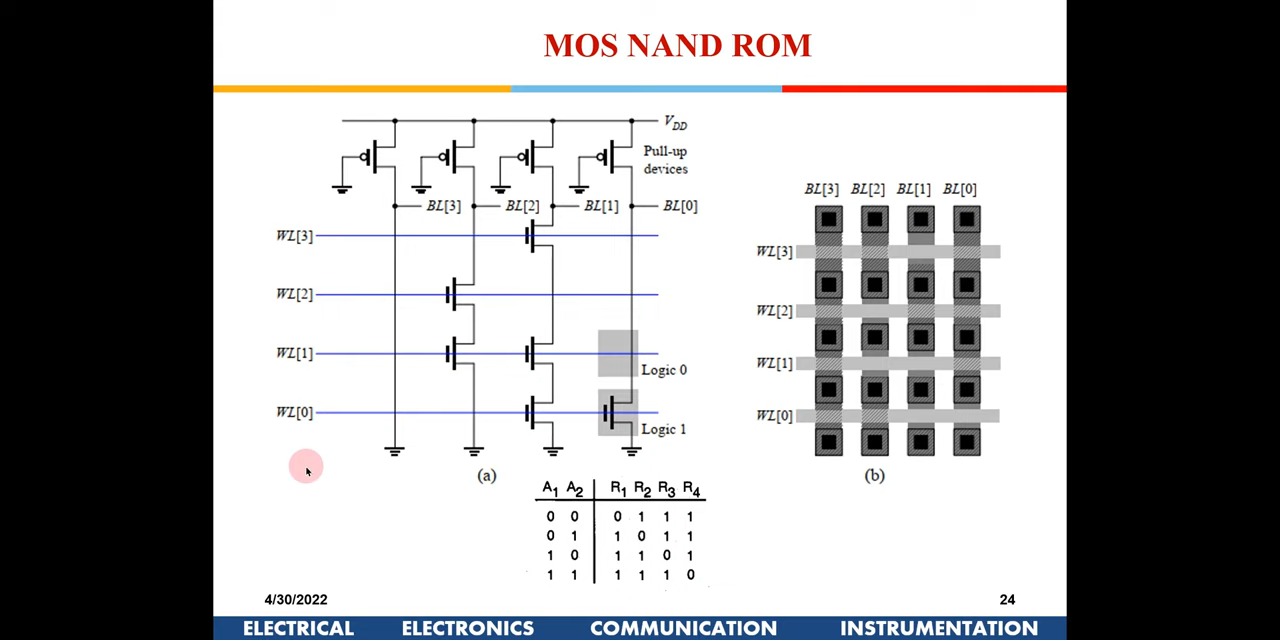 MOS NAND ROM
V_DD
Pull-up
devices
BL[3] BL[2] BL[1] BL[0]
WL[3]
WL[2]
WL[1]
Logic 0
WL[0]
Logic 1
(a)
BL[3] BL[2] BL[1] BL[0]
WL[3]
WL[2]
WL[1]
WL[0]
(b)
A1 A2 R1 R2 R3 R4
0 0 0 1 1 1
0 1 1 0 1 1
1 0 1 1 0 1
1 1 1 1 1 0
4/30/2022 24
ELECTRICAL ELECTRONICS COMMUNICATION INSTRUMENTATION